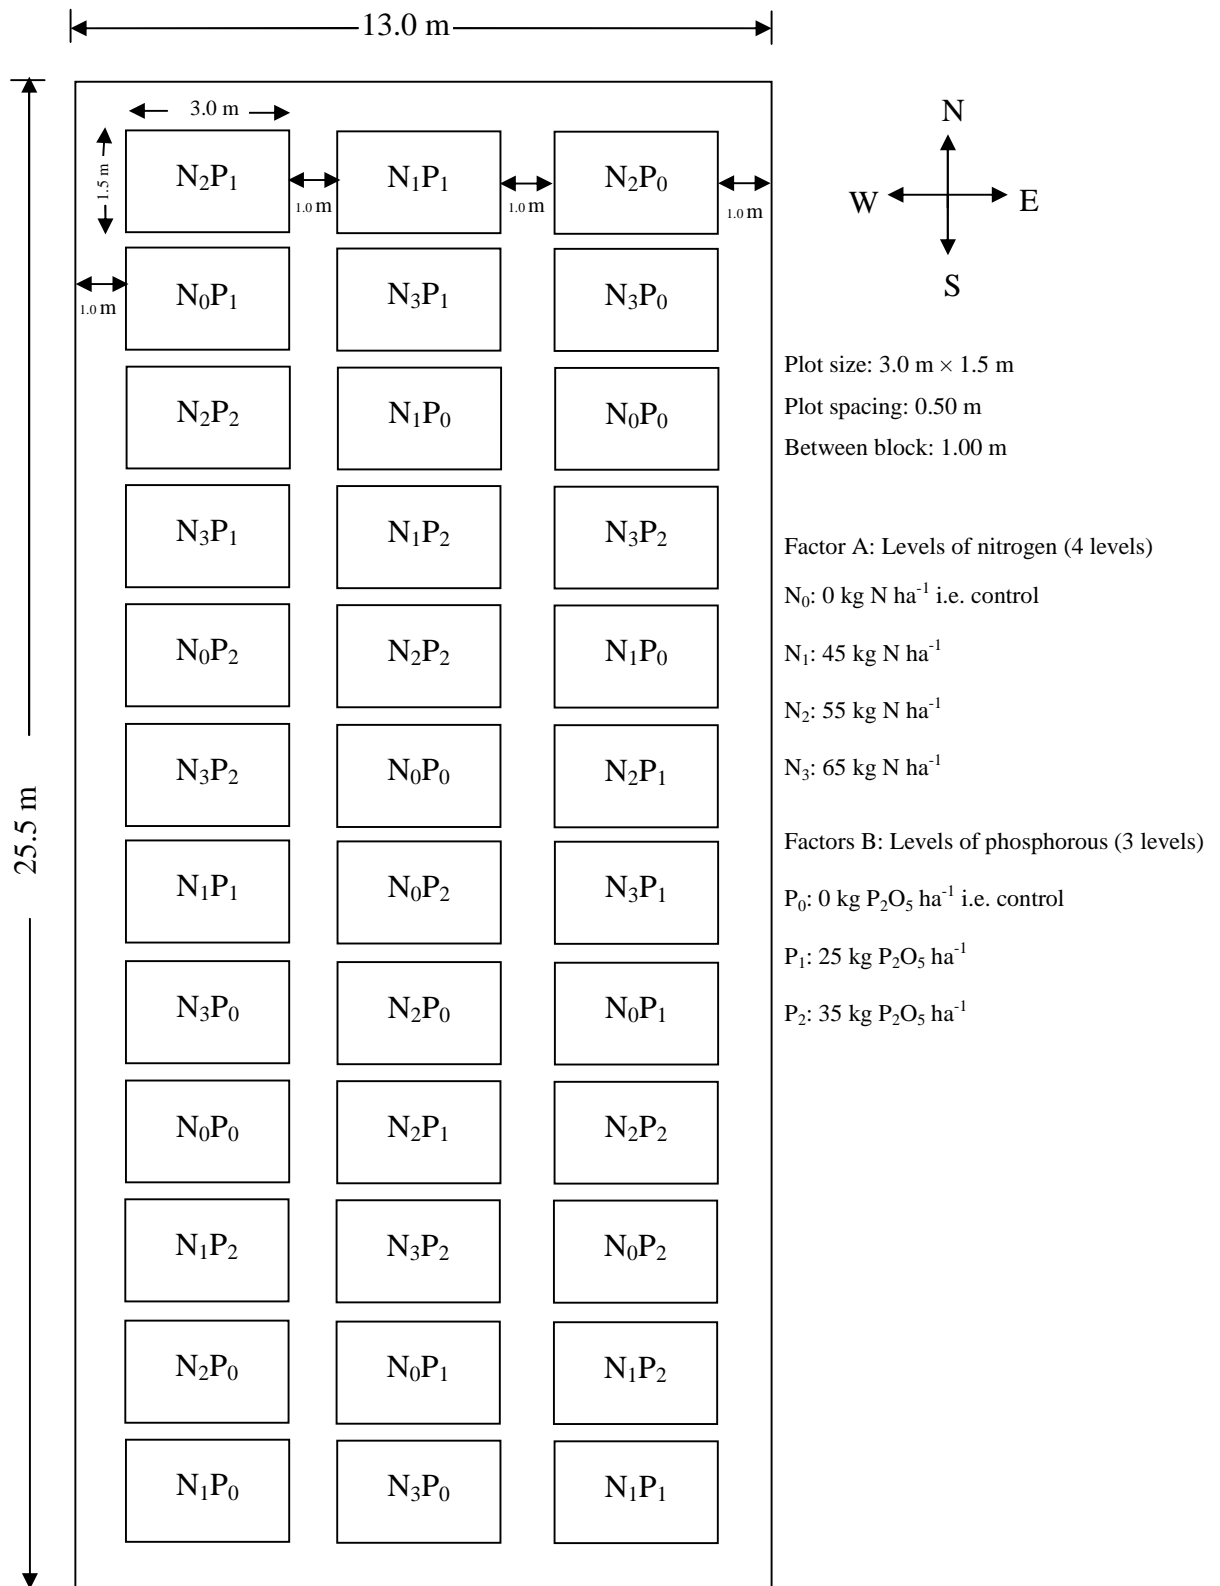 13.0 m
3.0 m
1.5 m
N₂P₁
N₁P₁
N₂P₀
1.0 m
1.0 m
1.0 m
N
W
E
S
N₀P₁
N₃P₁
N₃P₀
1.0 m
N₂P₂
N₁P₀
N₀P₀
N₃P₁
N₁P₂
N₃P₂
N₀P₂
N₂P₂
N₁P₀
N₃P₂
N₀P₀
N₂P₁
25.5 m
N₁P₁
N₀P₂
N₃P₁
N₃P₀
N₂P₀
N₀P₁
N₀P₀
N₂P₁
N₂P₂
N₁P₂
N₃P₂
N₀P₂
N₂P₀
N₀P₁
N₁P₂
N₁P₀
N₃P₀
N₁P₁
Plot size: 3.0 m × 1.5 m
Plot spacing: 0.50 m
Between block: 1.00 m
Factor A: Levels of nitrogen (4 levels)
N₀: 0 kg N ha⁻¹ i.e. control
N₁: 45 kg N ha⁻¹
N₂: 55 kg N ha⁻¹
N₃: 65 kg N ha⁻¹
Factors B: Levels of phosphorous (3 levels)
P₀: 0 kg P₂O₅ ha⁻¹ i.e. control
P₁: 25 kg P₂O₅ ha⁻¹
P₂: 35 kg P₂O₅ ha⁻¹